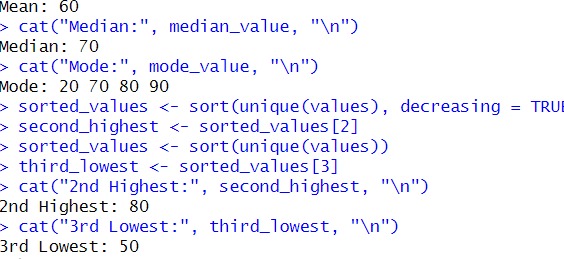 Mean: 60
> cat("Median:", median_value, "\n")
Median: 70
> cat("Mode:", mode_value, "\n")
Mode: 20 70 80 90
> sorted_values <- sort(unique(values), decreasing = TRUE
> second_highest <- sorted_values[2]
> sorted_values <- sort(unique(values))
> third_lowest <- sorted_values[3]
> cat("2nd Highest:", second_highest, "\n")
2nd Highest: 80
> cat("3rd Lowest:", third_lowest, "\n")
3rd Lowest: 50